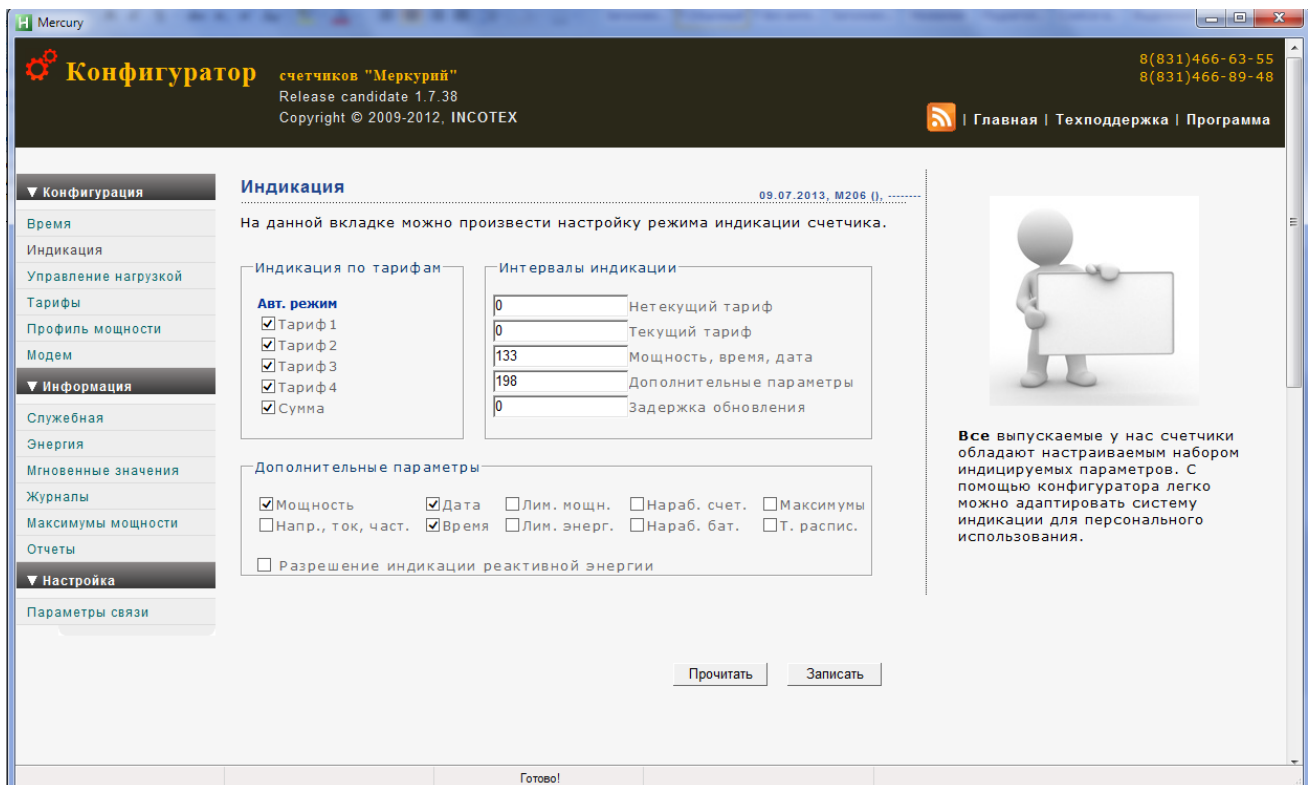 Mercury
Конфигуратор счетчиков "Меркурий"
Release candidate 1.7.38
Copyright © 2009-2012, INCOTEX
8(831)466-63-55
8(831)466-89-48
| Главная | Техподдержка | Программа
▼ Конфигурация
Время
Индикация
Управление нагрузкой
Тарифы
Профиль мощности
Модем
▼ Информация
Служебная
Энергия
Мгновенные значения
Журналы
Максимумы мощности
Отчеты
▼ Настройка
Параметры связи
Индикация
09.07.2013, M206 (), --------
На данной вкладке можно произвести настройку режима индикации счетчика.
Индикация по тарифам
Авт. режим
Тариф1
Тариф2
Тариф3
Тариф4
Сумма
Интервалы индикации
0 Нетекущий тариф
0 Текущий тариф
133 Мощность, время, дата
198 Дополнительные параметры
0 Задержка обновления
Дополнительные параметры
Мощность Дата Лим. мощн. Нараб. счет. Максимумы
Напр., ток, част. Время Лим. энерг. Нараб. бат. Т. распис.
Разрешение индикации реактивной энергии
Прочитать Записать
Все выпускаемые у нас счетчики
обладают настраиваемым набором
индицируемых параметров. С
помощью конфигуратора легко
можно адаптировать систему
индикации для персонального
использования.
Готово!